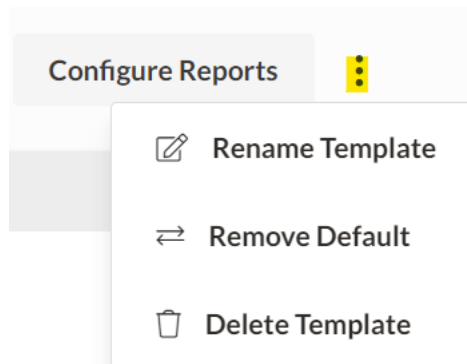 Configure Reports
Rename Template
Remove Default
Delete Template